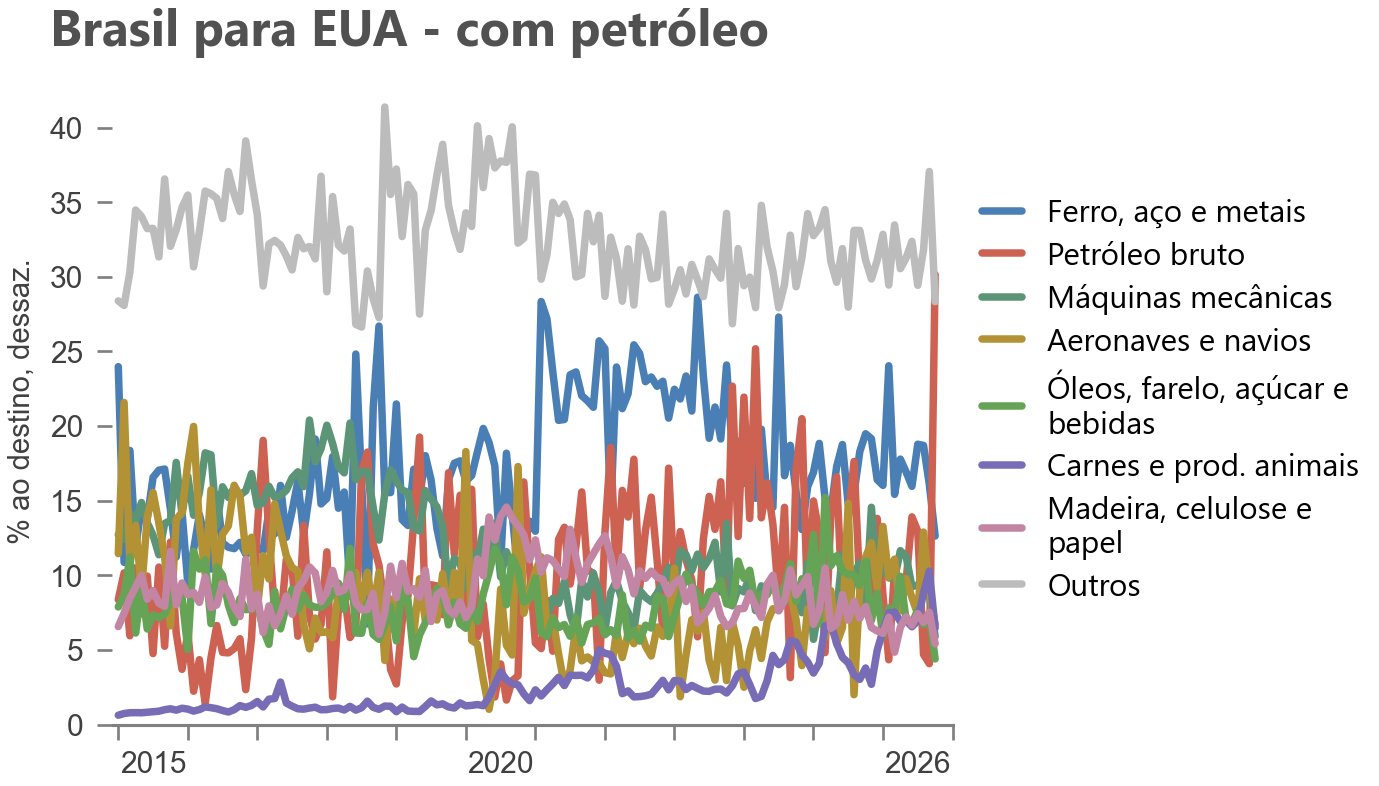 Brasil para EUA - com petróleo
% ao destino, dessaz.
40
35
30
25
20
15
10
5
0
2015
2020
2026
Ferro, aço e metais
Petróleo bruto
Máquinas mecânicas
Aeronaves e navios
Óleos, farelo, açúcar e
bebidas
Carnes e prod. animais
Madeira, celulose e
papel
Outros